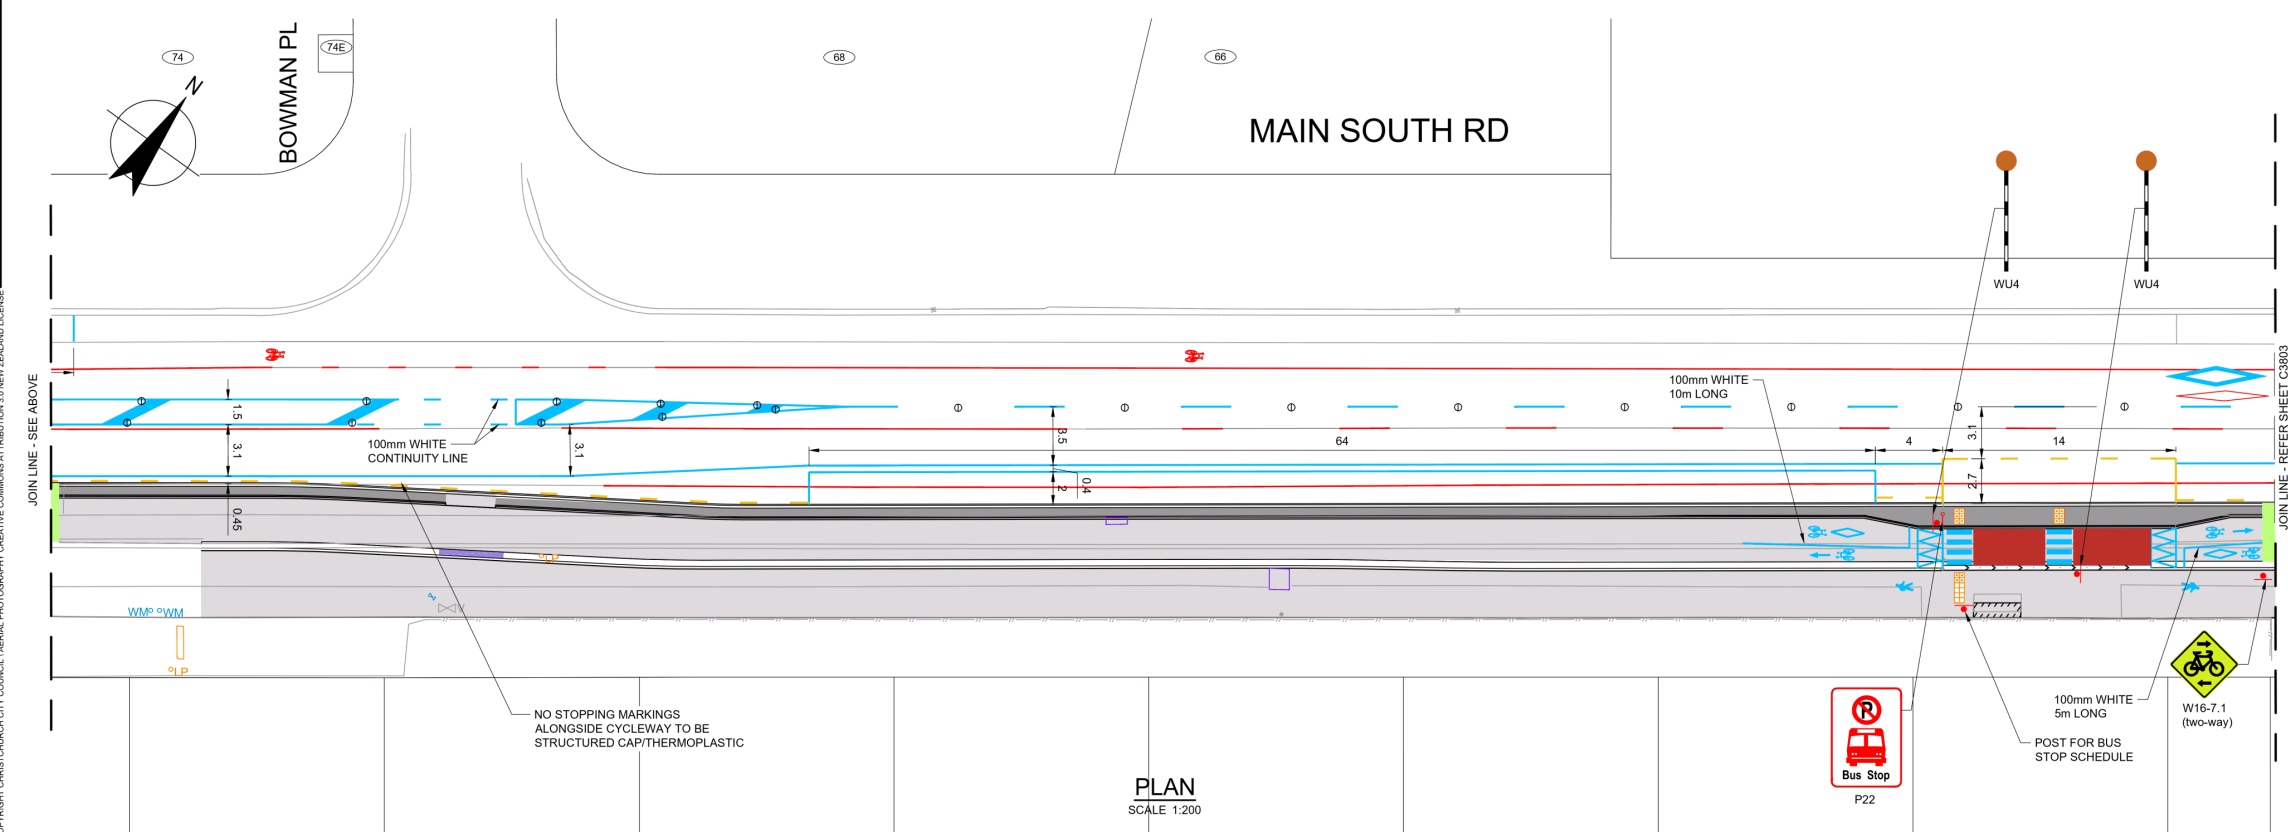 74
BOWMAN PL
74E
68
66
N
MAIN SOUTH RD
WU4
WU4
JOIN LINE - SEE ABOVE
JOIN LINE - REFER SHEET C3803
1.5
3.1
0.45
100mm WHITE
CONTINUITY LINE
3.1
3.5
0.4
2
64
4
14
3.1
2.7
100mm WHITE
10m LONG
LP
WM WM
V
LP
NO STOPPING MARKINGS
ALONGSIDE CYCLEWAY TO BE
STRUCTURED CAP/THERMOPLASTIC
PLAN
SCALE 1:200
P
Bus Stop
P22
POST FOR BUS
STOP SCHEDULE
100mm WHITE
5m LONG
W16-7.1
(two-way)